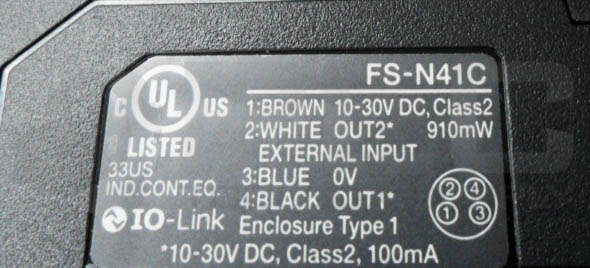 FS-N41C
C UL US
LISTED
33US
IND.CONT.EQ.
IO-Link
1:BROWN 10-30V DC, Class2
2:WHITE OUT2* 910mW
EXTERNAL INPUT
3:BLUE 0V
4:BLACK OUT1*
Enclosure Type 1
② ④
① ③
*10-30V DC, Class2, 100mA